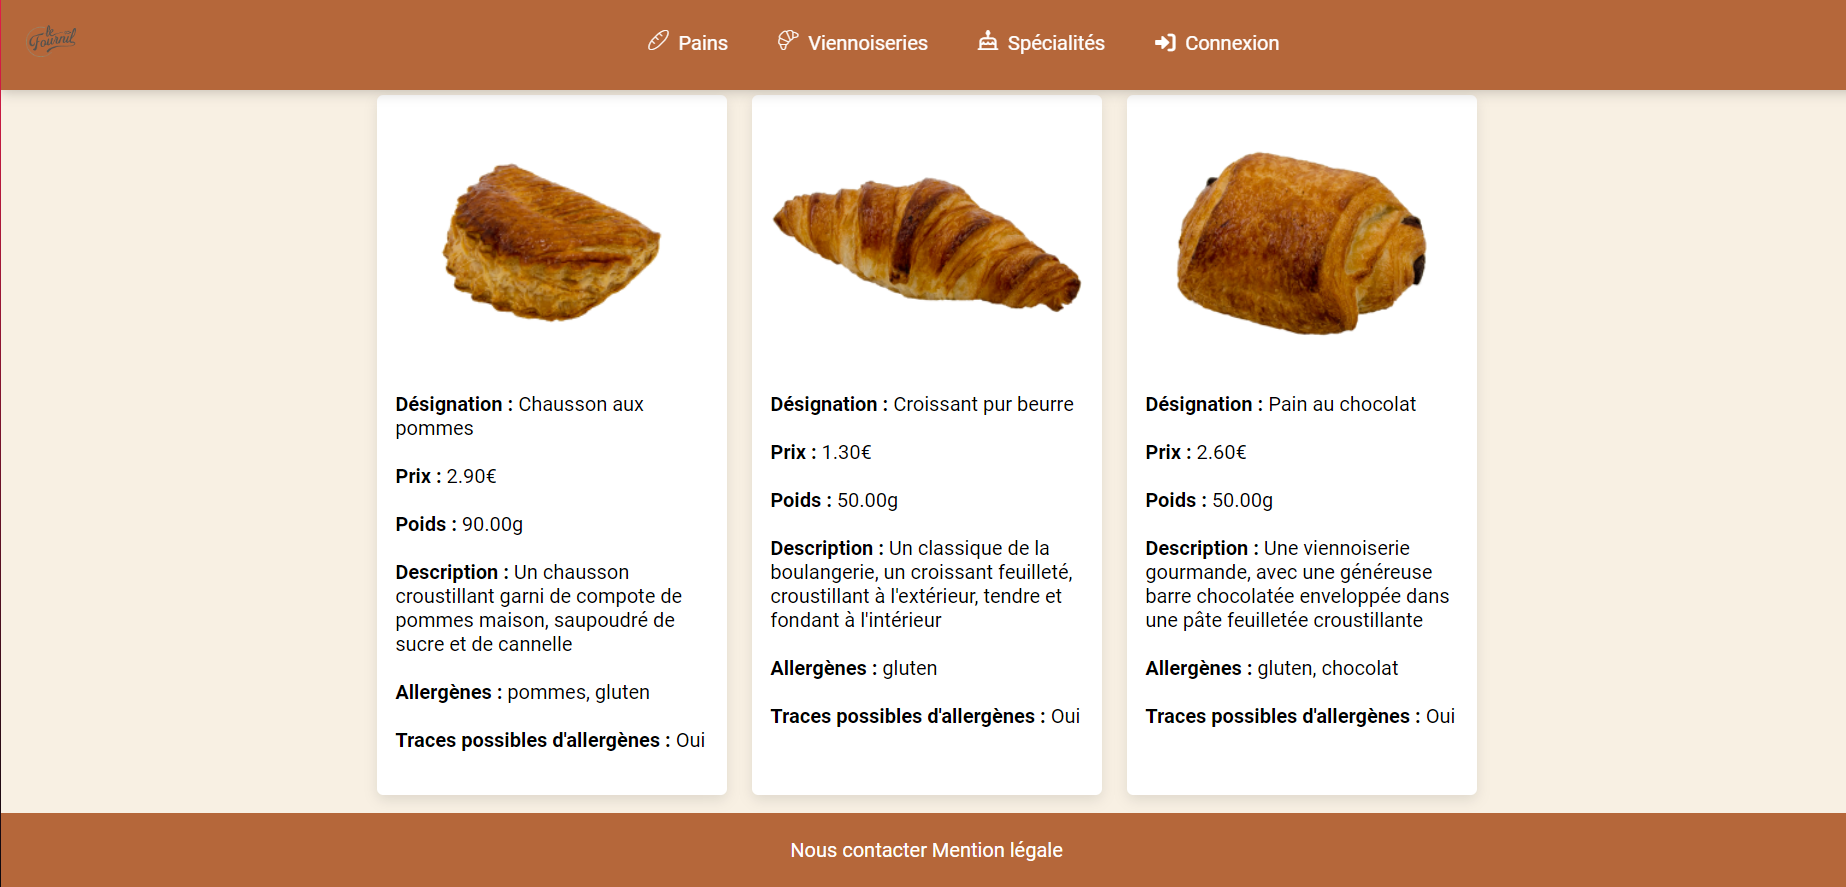 le
Fournil
Pains
Viennoiseries
Spécialités
Connexion
Désignation : Chausson aux
pommes
Prix : 2.90€
Poids : 90.00g
Description : Un chausson
croustillant garni de compote de
pommes maison, saupoudré de
sucre et de cannelle
Allergènes : pommes, gluten
Traces possibles d'allergènes : Oui
Désignation : Croissant pur beurre
Prix : 1.30€
Poids : 50.00g
Description : Un classique de la
boulangerie, un croissant feuilleté,
croustillant à l'extérieur, tendre et
fondant à l'intérieur
Allergènes : gluten
Traces possibles d'allergènes : Oui
Désignation : Pain au chocolat
Prix : 2.60€
Poids : 50.00g
Description : Une viennoiserie
gourmande, avec une généreuse
barre chocolatée enveloppée dans
une pâte feuilletée croustillante
Allergènes : gluten, chocolat
Traces possibles d'allergènes : Oui
Nous contacter Mention légale